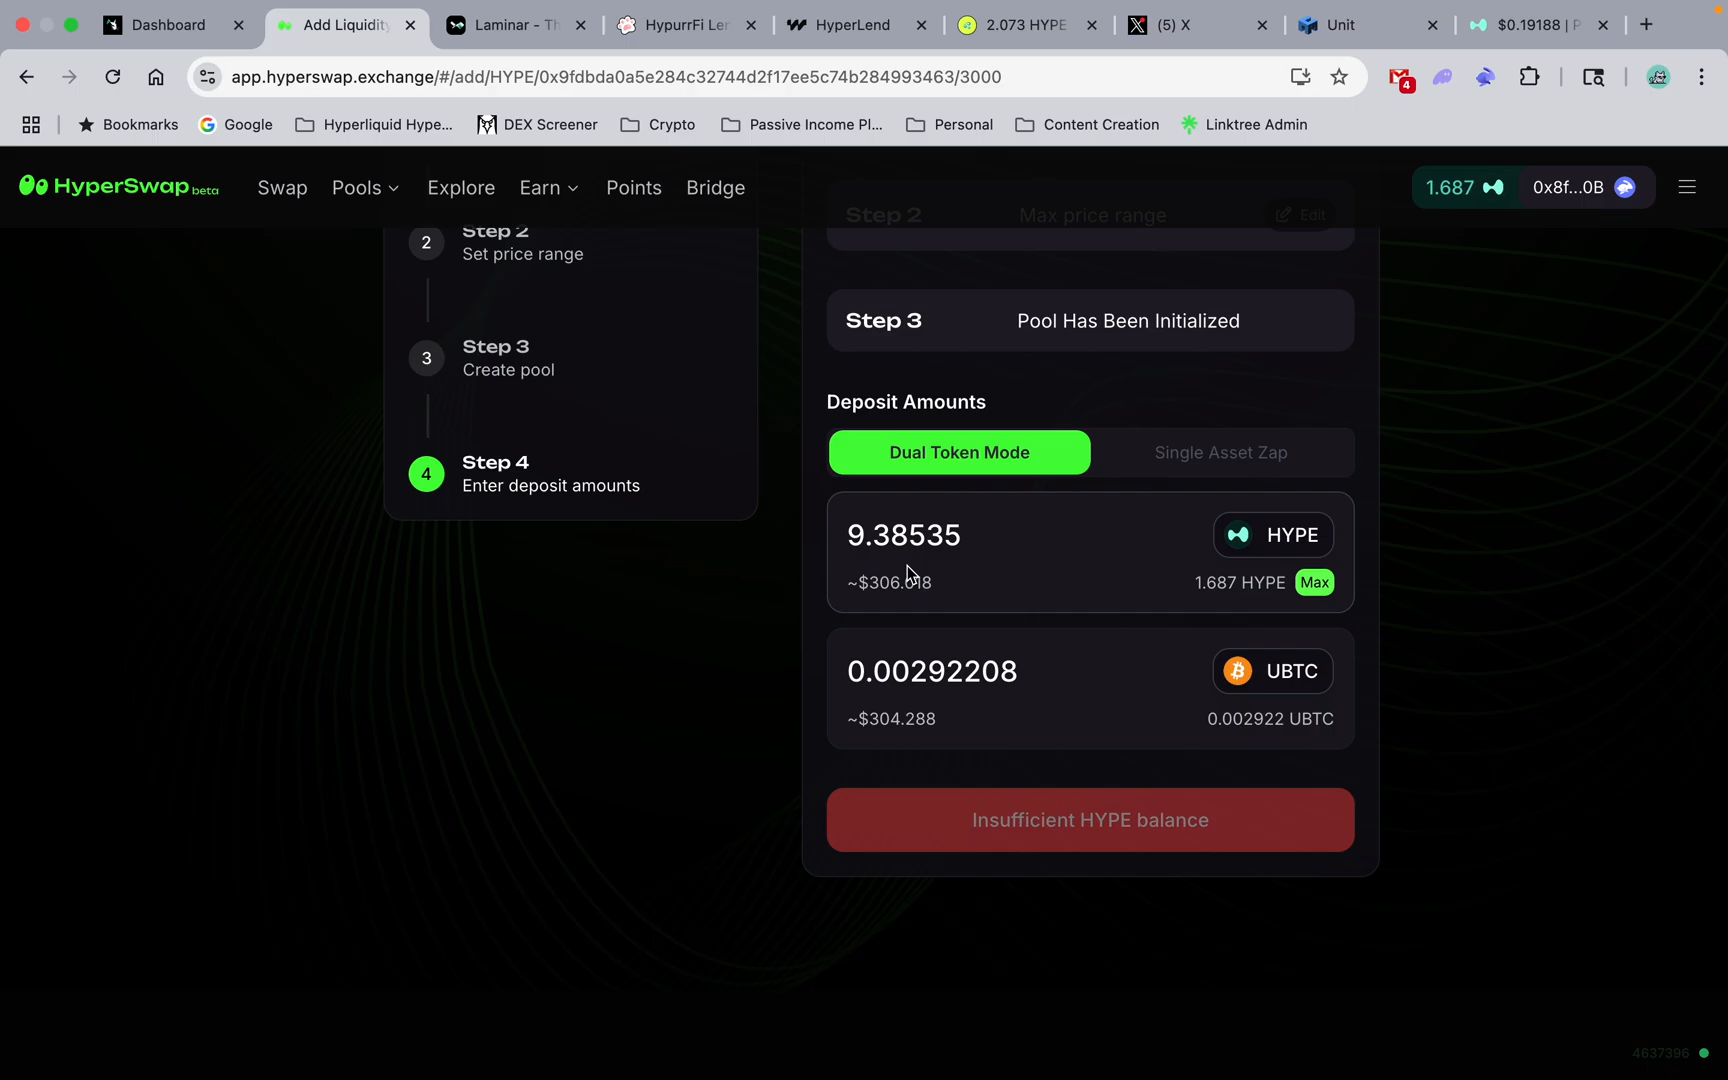 Dashboard
Add Liquidity
Laminar - Th
HypurrFi Len
HyperLend
2.073 HYPE
(5) X
Unit
$0.19188 | P
app.hyperswap.exchange/#/add/HYPE/0x9fdbda0a5e284c32744d2f17ee5c74b284993463/3000
4
Bookmarks
Google
Hyperliquid Hype...
DEX Screener
Crypto
Passive Income Pl...
Personal
Content Creation
Linktree Admin
HyperSwap beta
Swap
Pools
Explore
Earn
Points
Bridge
1.687
0x8f...0B
2
Step 2
Set price range
3
Step 3
Create pool
4
Step 4
Enter deposit amounts
Step 2
Max price range
Edit
Step 3
Pool Has Been Initialized
Deposit Amounts
Dual Token Mode
Single Asset Zap
9.38535
HYPE
1.687 HYPE
Max
0.00292208
UBTC
~$304.288
0.002922 UBTC
Insufficient HYPE balance
4637396